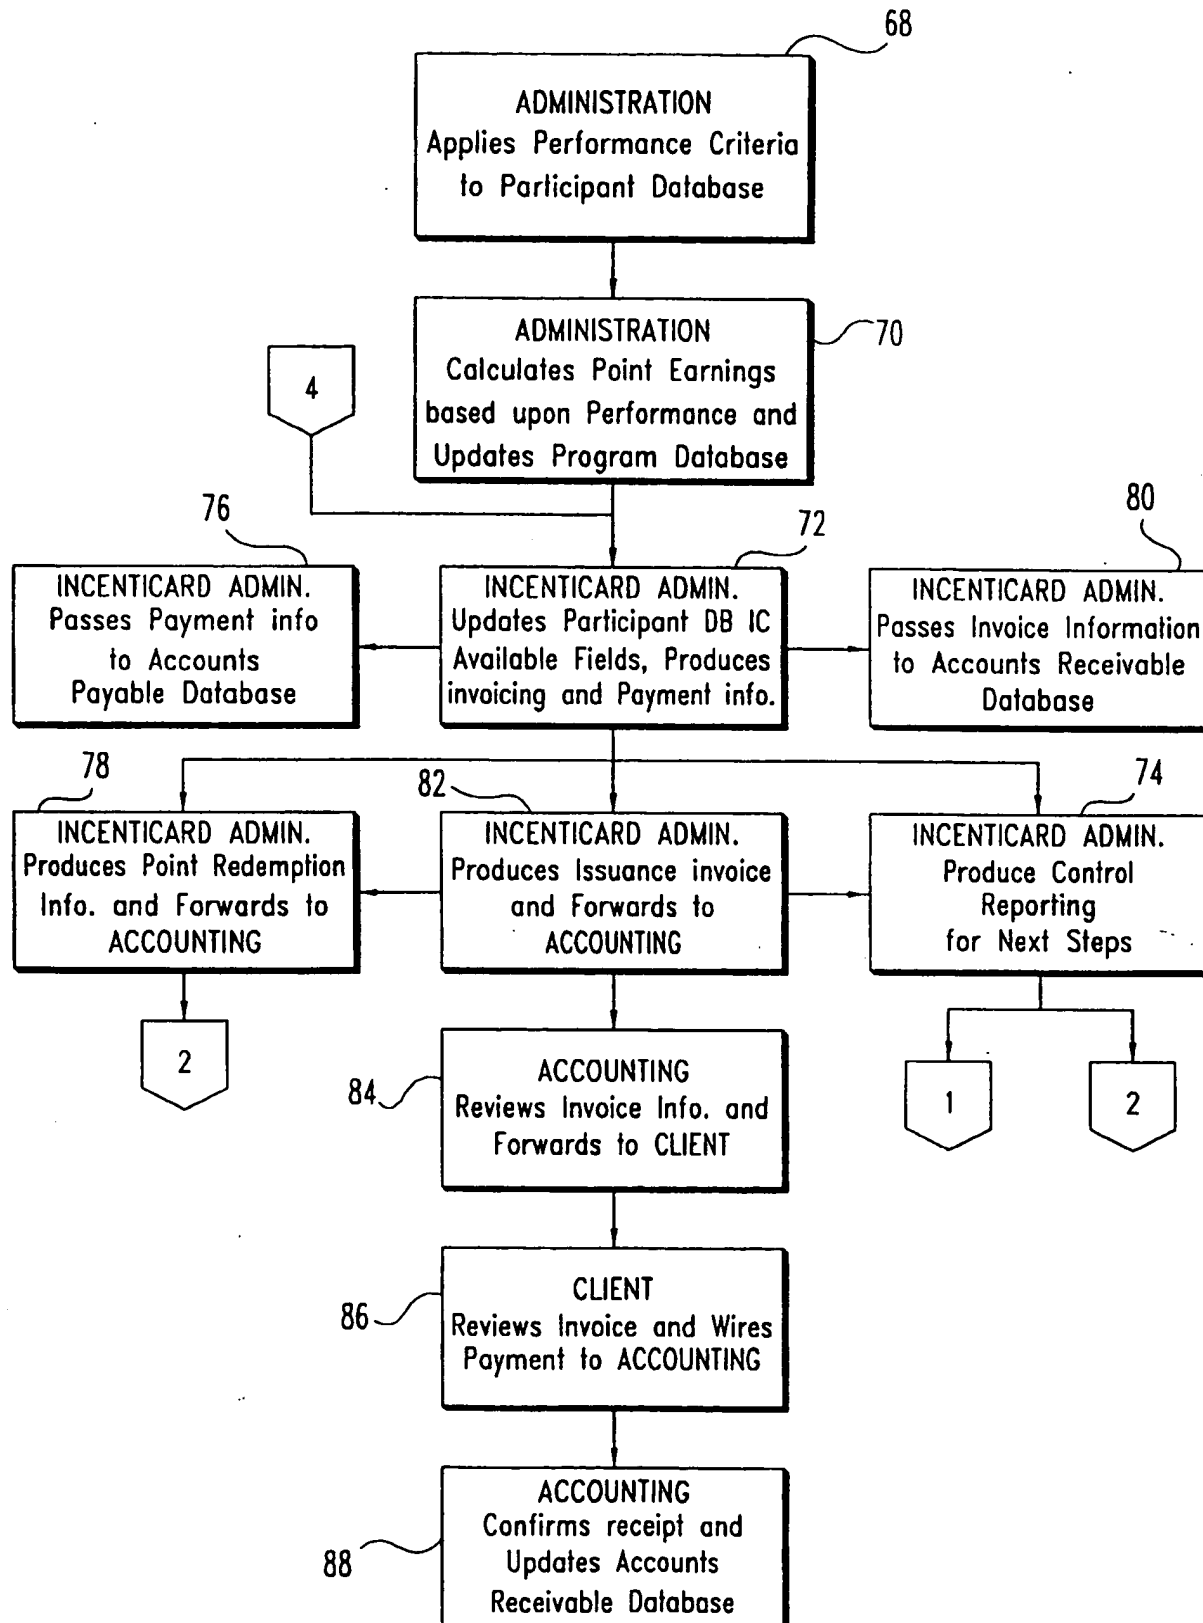 68
ADMINISTRATION
Applies Performance Criteria
to Participant Database
70
ADMINISTRATION
Calculates Point Earnings
based upon Performance and
Updates Program Database
4
76
INCENTICARD ADMIN.
Passes Payment info
to Accounts
Payable Database
72
INCENTICARD ADMIN.
Updates Participant DB IC
Available Fields, Produces
invoicing and Payment info.
80
INCENTICARD ADMIN.
Passes Invoice Information
to Accounts Receivable
Database
78
INCENTICARD ADMIN.
Produces Point Redemption
Info. and Forwards to
ACCOUNTING
82
INCENTICARD ADMIN.
Produces Issuance invoice
and Forwards to
ACCOUNTING
74
INCENTICARD ADMIN.
Produce Control
Reporting
for Next Steps
2
1
2
84
ACCOUNTING
Reviews Invoice Info. and
Forwards to CLIENT
86
CLIENT
Reviews Invoice and Wires
Payment to ACCOUNTING
88
ACCOUNTING
Confirms receipt and
Updates Accounts
Receivable Database